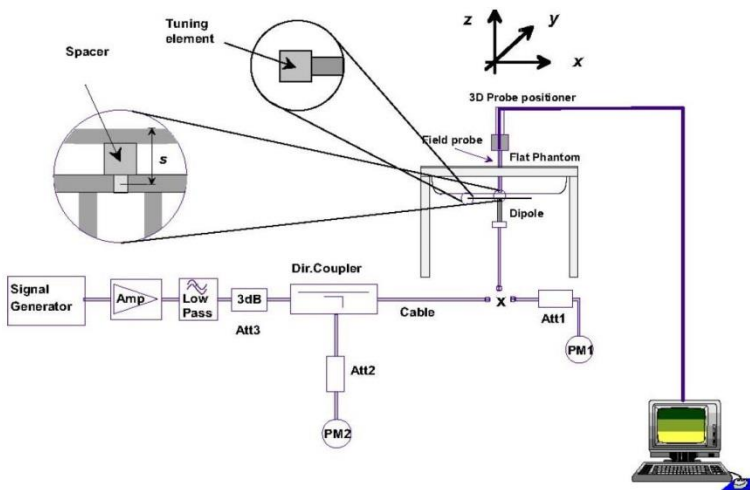 Tuning
element
Spacer
s
z
y
x
3D Probe positioner
Field probe
Flat Phantom
Dipole
Signal
Generator
Amp
Low
Pass
3dB
Att3
Dir.Coupler
Cable
x
Att1
PM1
Att2
PM2